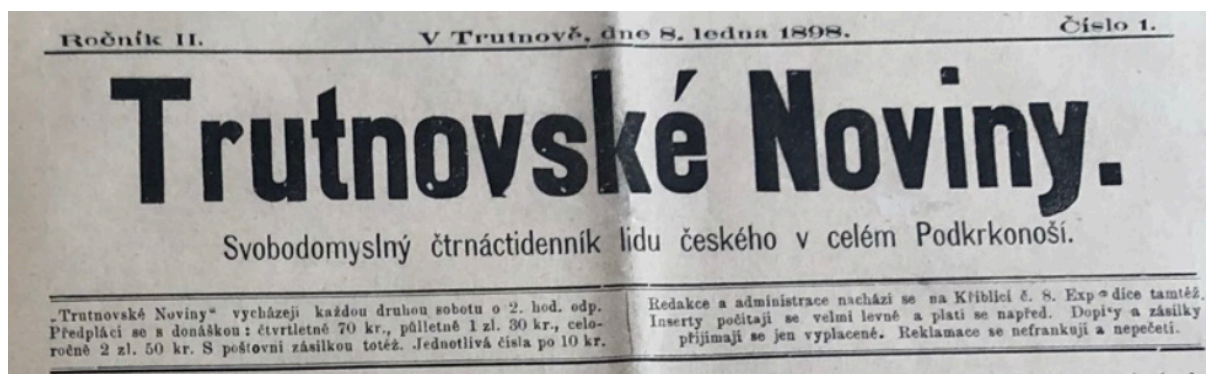 Ročník II. V Trutnově, dne 8. ledna 1898. Číslo 1.
Trutnovské Noviny.
Svobodomyslný čtrnáctidenník lidu českého v celém Podkrkonoší.
„Trutnovské Noviny“ vycházejí každou druhou sobotu o 2. hod. odp.
Předplácí se s donáškou: čtvrtletně 70 kr., půlletně 1 zl. 30 kr., celo-
ročně 2 zl. 50 kr. S poštovní zásilkou totéž. Jednotlivá čísla po 10 kr.
Redakce a administrace nachází se na Křiblici č. 8. Expedice tamtéž.
Inserty počítají se velmi levně a platí se napřed. Dopisy a zásilky
přijímají se jen vyplacené. Reklamace se nefrankují a nepečetí.